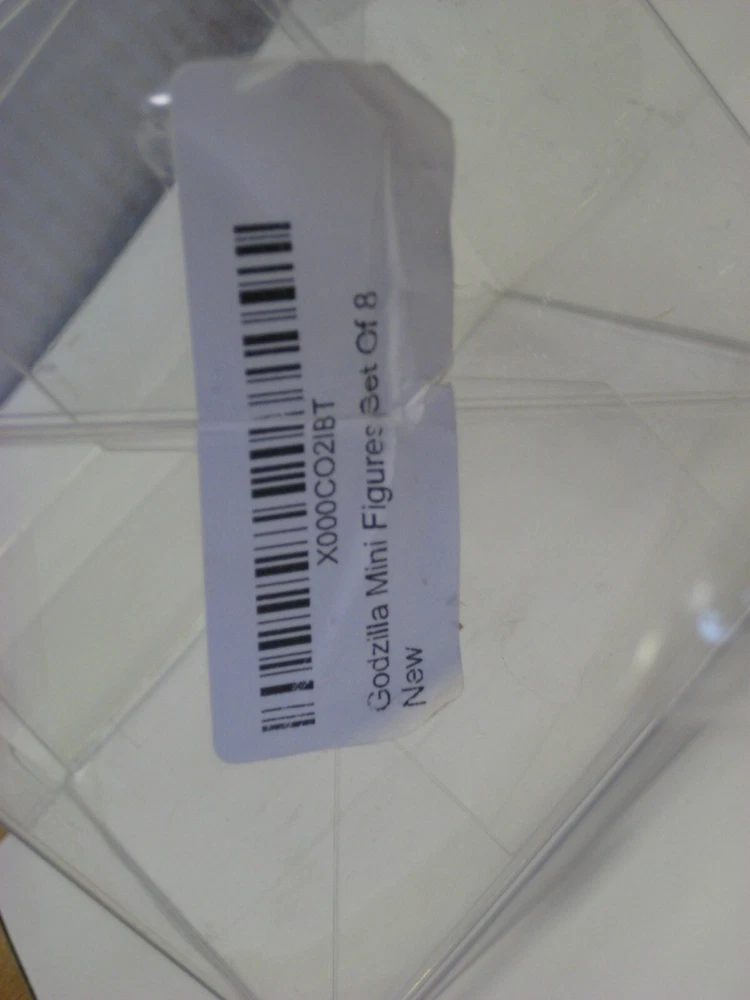 X000CO2IBT
Godzilla Mini Figures Set Of 8
New